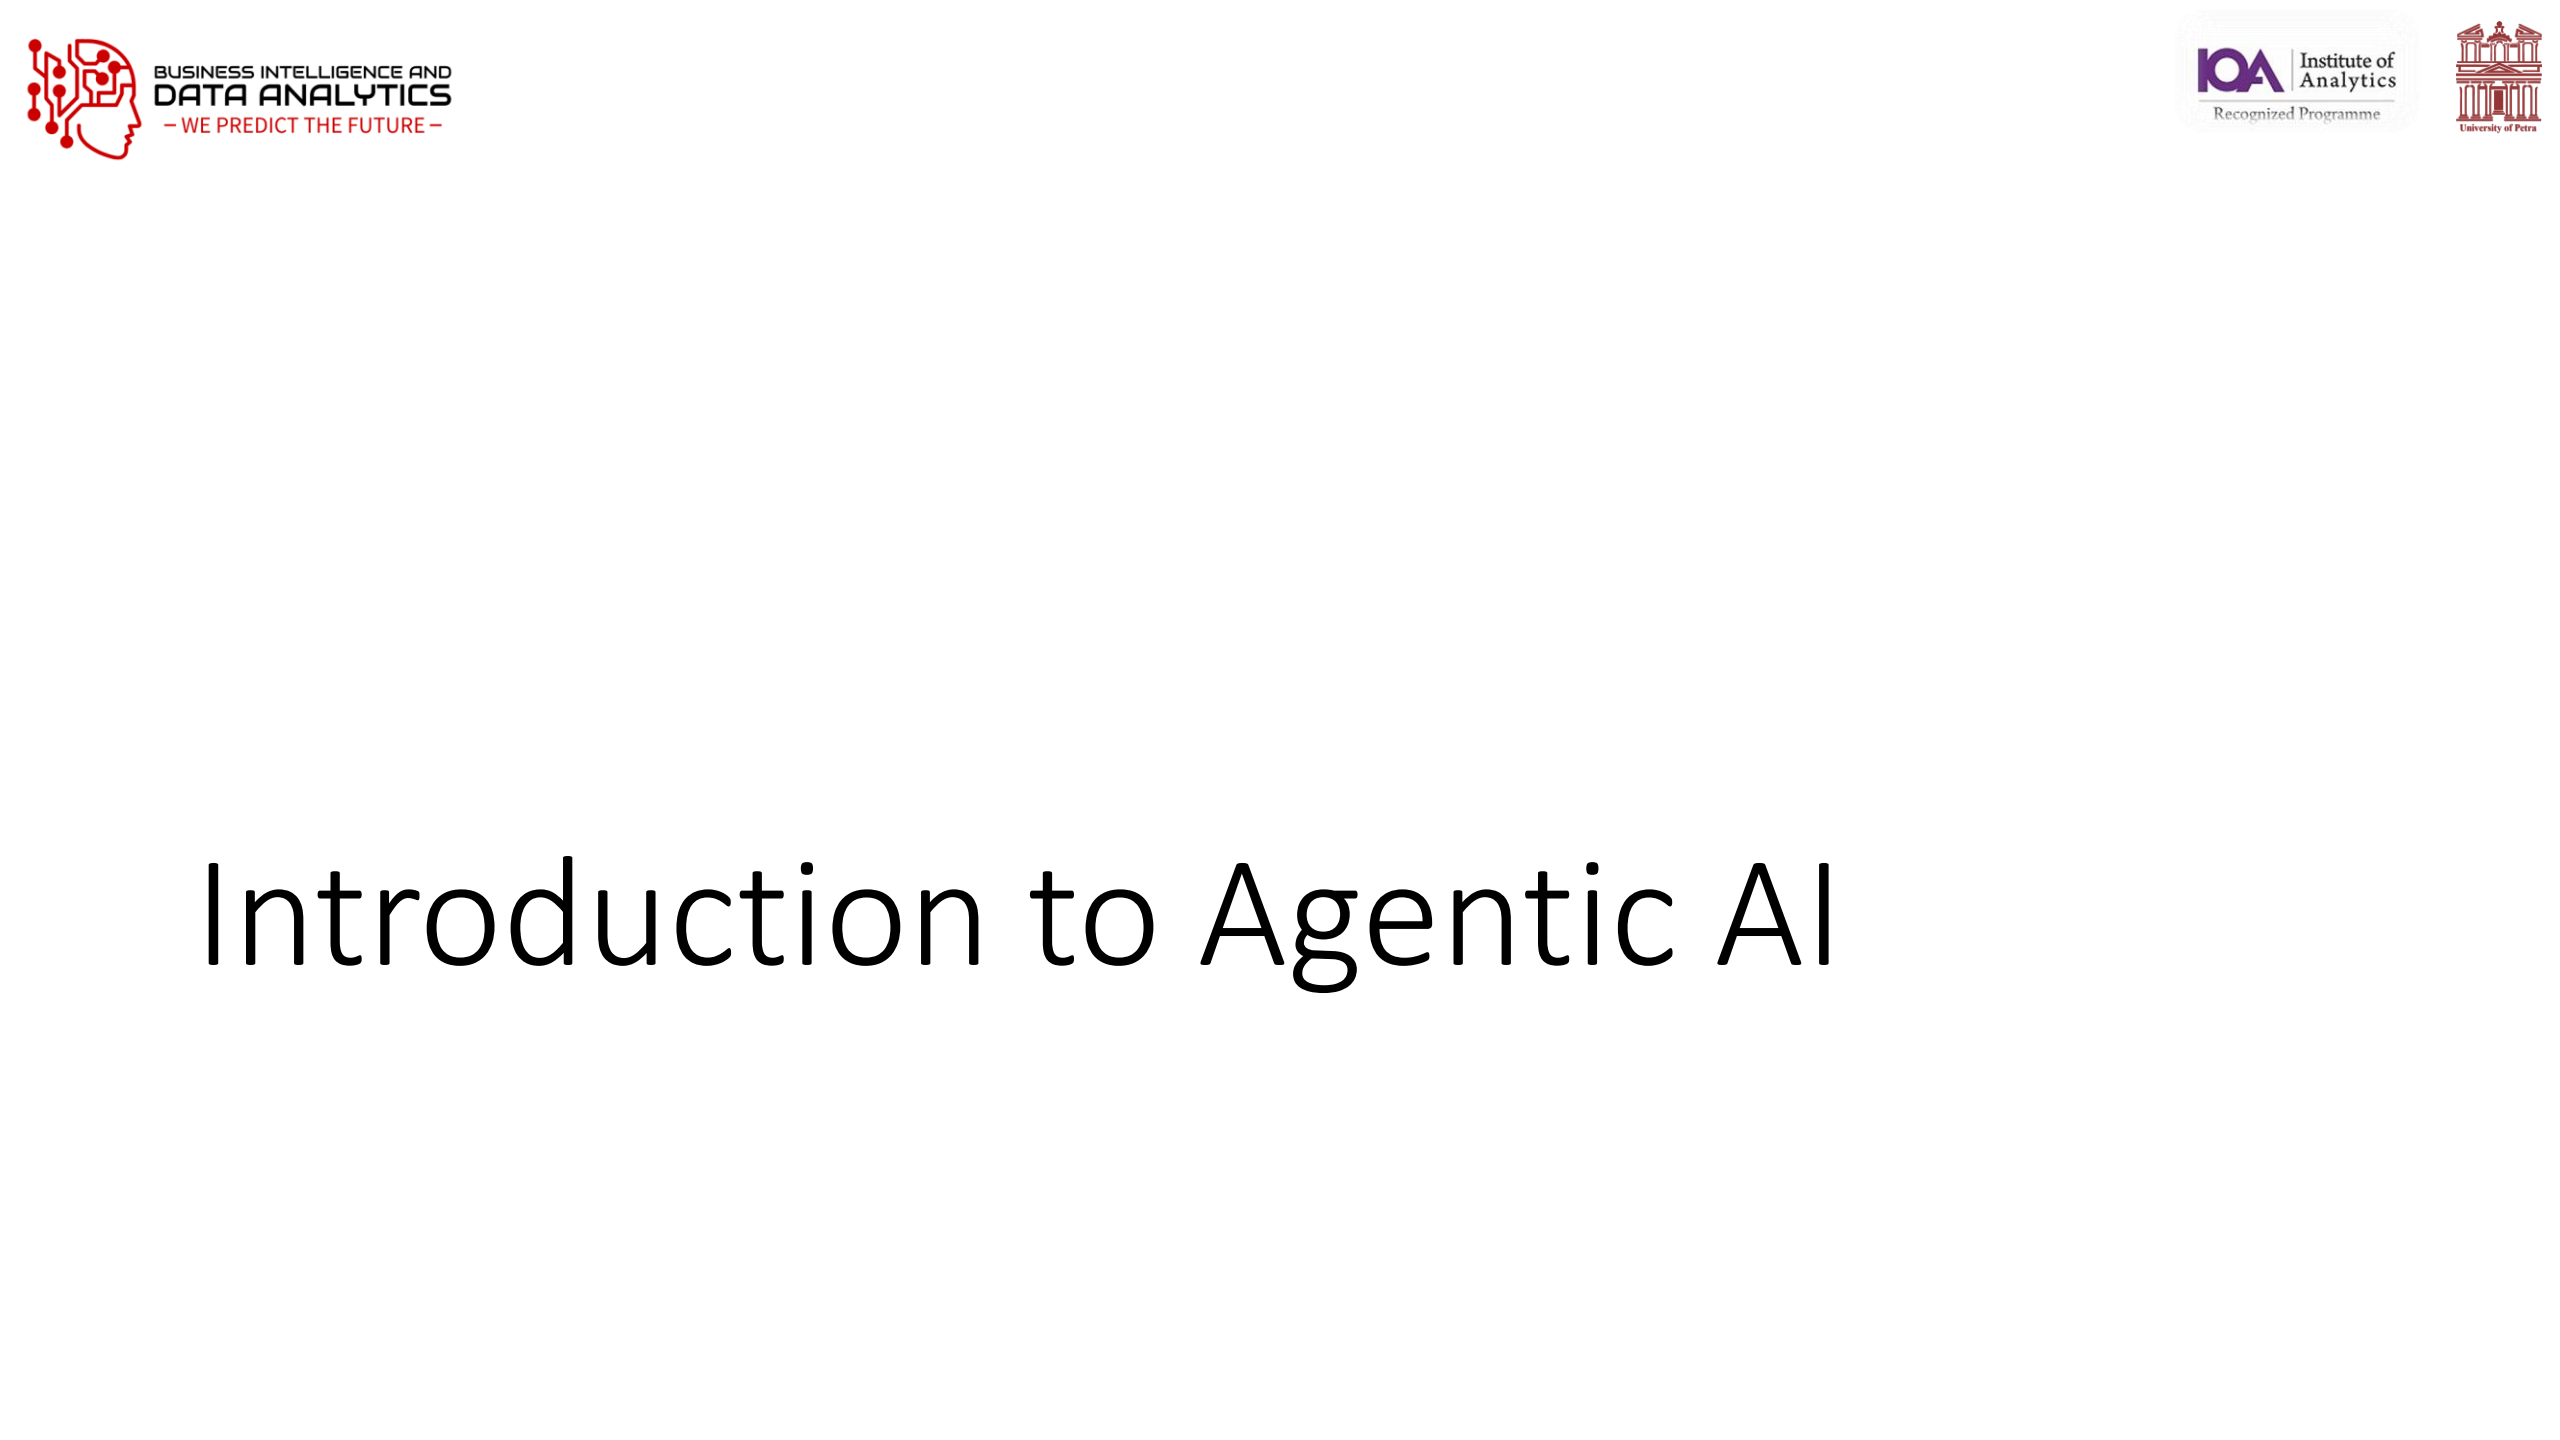 BUSINESS INTELLIGENCE AND
DATA ANALYTICS
– WE PREDICT THE FUTURE –
IOA
Institute of
Analytics
Recognized Programme
University of Petra
Introduction to Agentic AI